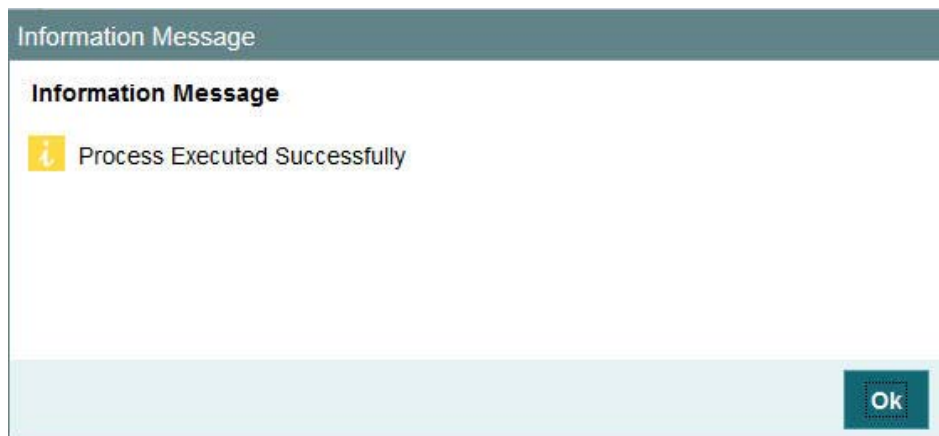 Information Message
Information Message
i Process Executed Successfully
Ok